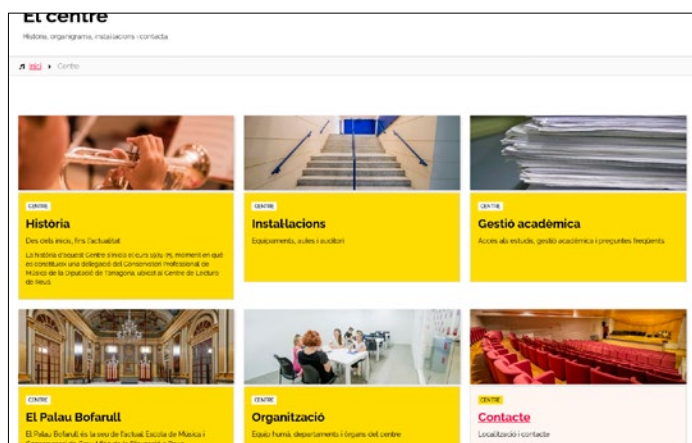 El centre
Història, organigrama, instal·lacions i contacta
Inici ▸ Centre
CENTRE
Història
Des dels inicis, fins l'actualitat
La història d'aquest Centre s'inicia el curs 1974-75, moment en què
es constitueix una delegació del Conservatori Professional de
Música de la Diputació de Tarragona, ubicat al Centre de Lectura
de Reus.
CENTRE
Instal·lacions
Equipaments, aules i auditori
CENTRE
Gestió acadèmica
Accés als estudis, gestió acadèmica i preguntes freqüents
CENTRE
El Palau Bofarull
El Palau Bofarull és la seu de l'actual Escola de Música i
CENTRE
Organització
Equip humà, departaments i òrgans del centre
CENTRE
Contacte
Localització i contacte